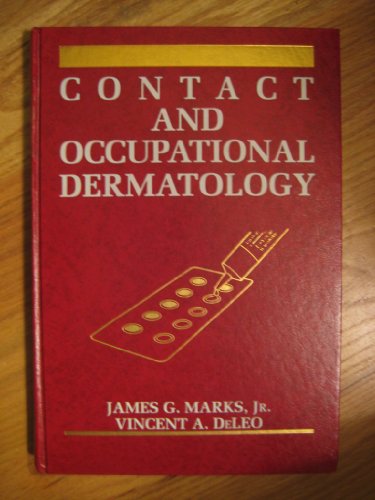 CONTACT
AND
OCCUPATIONAL
DERMATOLOGY
JAMES G. MARKS, JR.
VINCENT A. DELEO